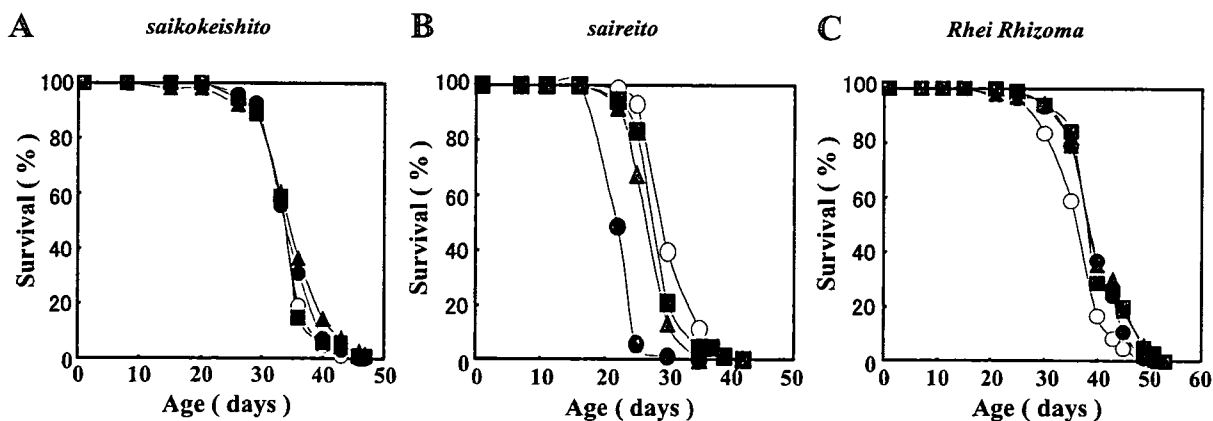 A saikokeishito
B saireito
C Rhei Rhizoma
Survival ( % )
100
80
60
40
20
0
0 10 20 30 40 50
Age ( days )
Survival ( % )
100
80
60
40
20
0
0 10 20 30 40 50
Age ( days )
Survival ( % )
100
80
60
40
20
0
0 10 20 30 40 50 60
Age ( days )